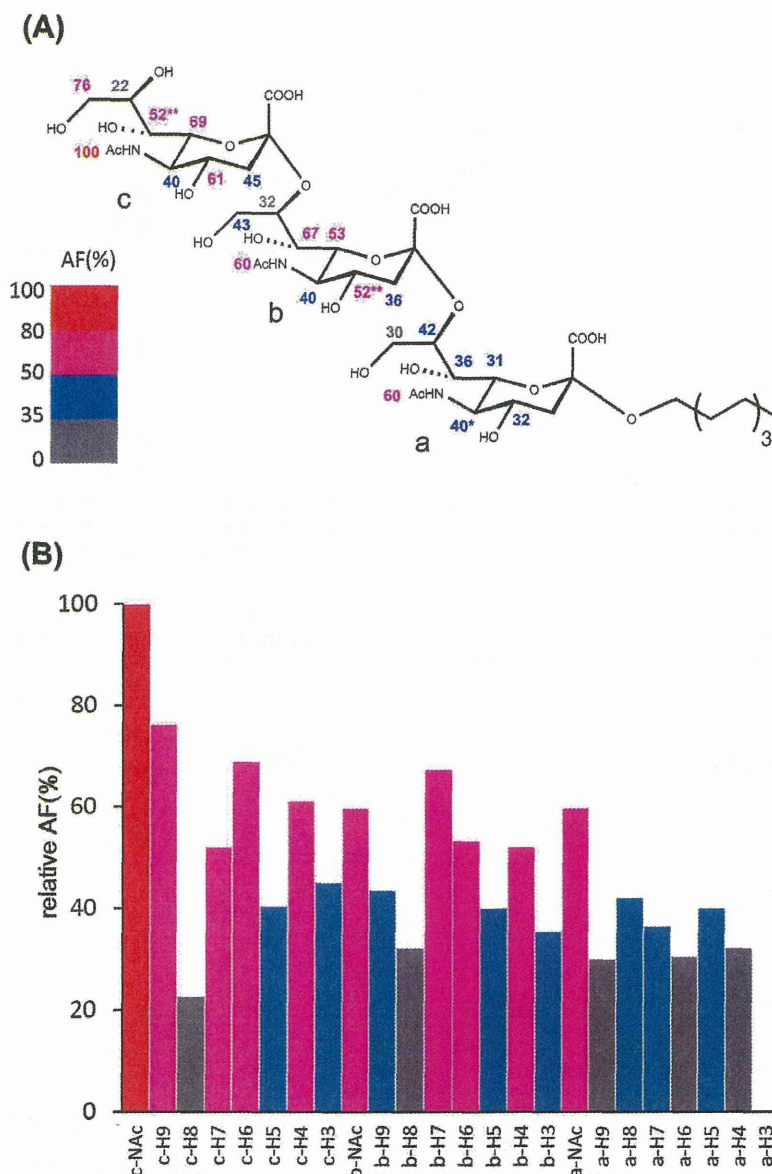 (A)
76
22
OH
COOH
HO
HO
52**
69
O
100
AcHN
O
40
HO
61
45
c
32
43
COOH
HO
HO
67
53
O
60
AcHN
O
40
HO
52**
36
b
30
42
COOH
HO
HO
36
31
O
60
AcHN
O
40*
HO
32
3
a
AF(%)
100
80
50
35
0
(B)
relative AF(%)
100
80
60
40
20
0
c-NAc
c-H9
c-H8
c-H7
c-H6
c-H5
c-H4
c-H3
b-NAc
b-H9
b-H8
b-H7
b-H6
b-H5
b-H4
b-H3
a-NAc
a-H9
a-H8
a-H7
a-H6
a-H5
a-H4
a-H3